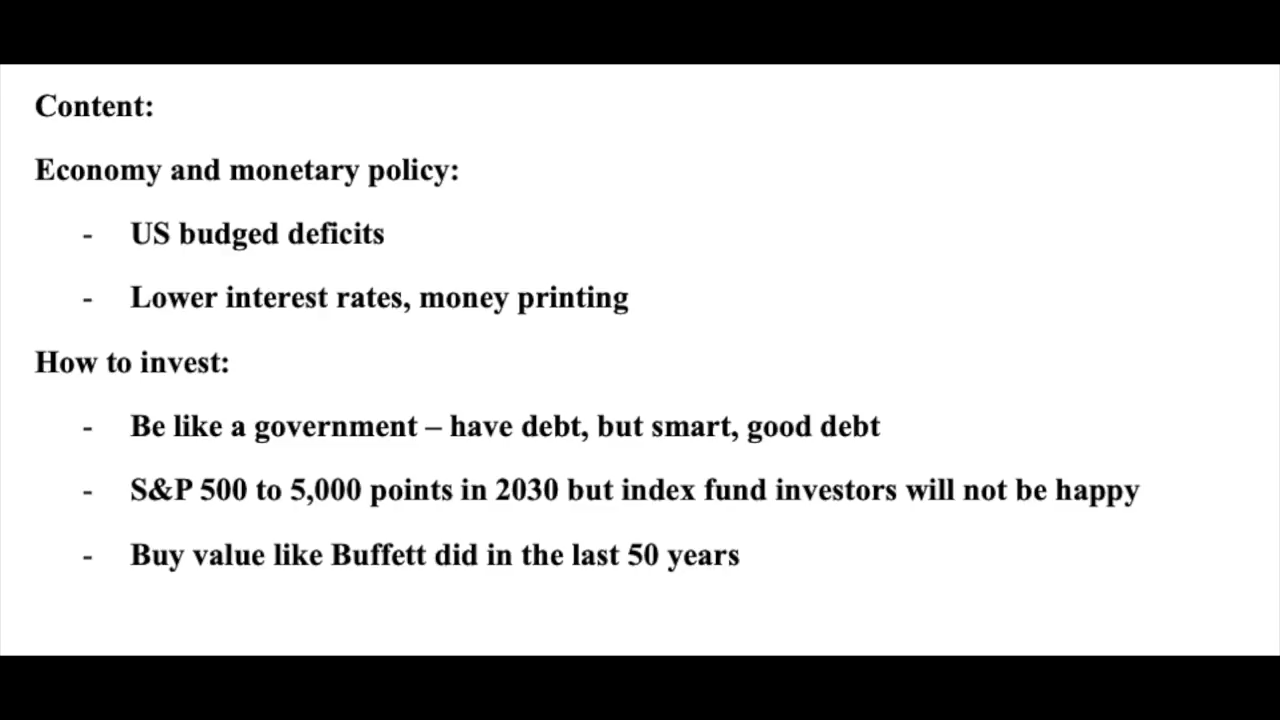 Content:
Economy and monetary policy:
- US budged deficits
- Lower interest rates, money printing
How to invest:
- Be like a government – have debt, but smart, good debt
- S&P 500 to 5,000 points in 2030 but index fund investors will not be happy
- Buy value like Buffett did in the last 50 years